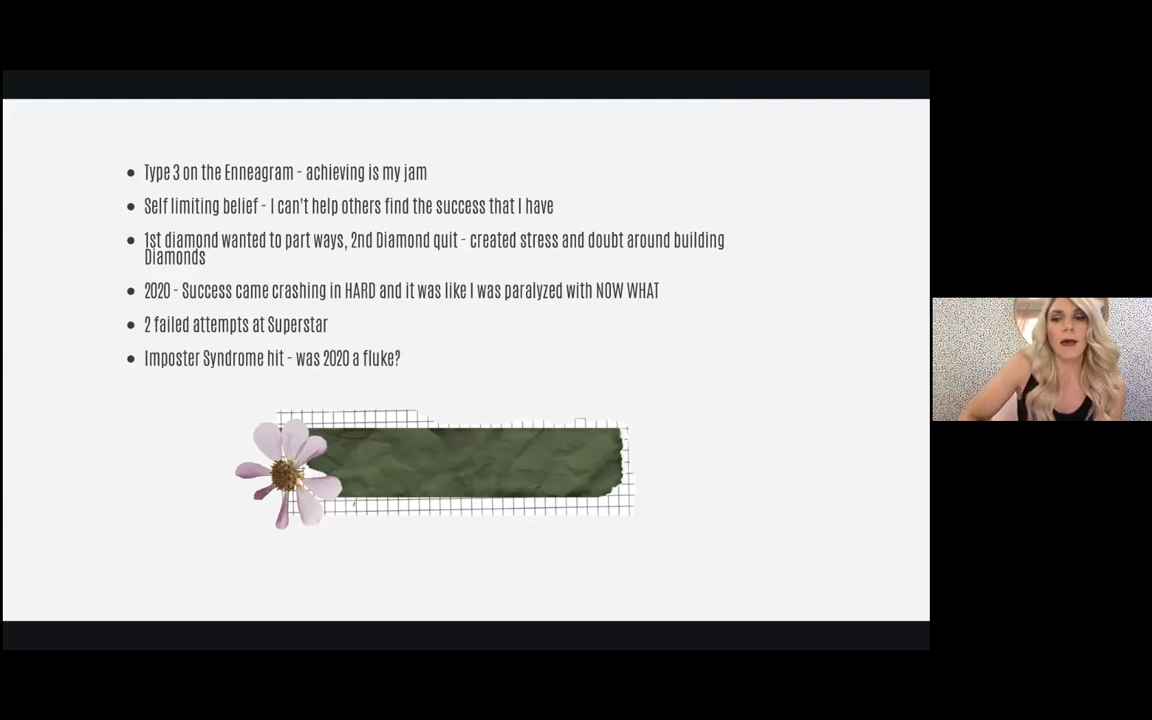 Type 3 on the Enneagram - achieving is my jam
Self limiting belief - I can't help others find the success that I have
1st diamond wanted to part ways, 2nd Diamond quit - created stress and doubt around building
Diamonds
2020 - Success came crashing in HARD and it was like I was paralyzed with NOW WHAT
2 failed attempts at Superstar
Imposter Syndrome hit - was 2020 a fluke?